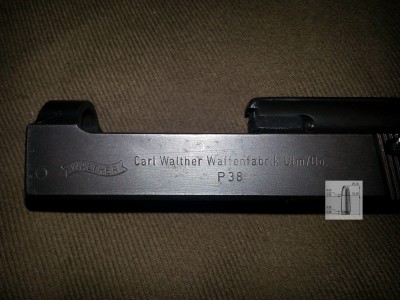 WALTHER
Carl Walther Waffenfabrik Ulm/Do.
P38